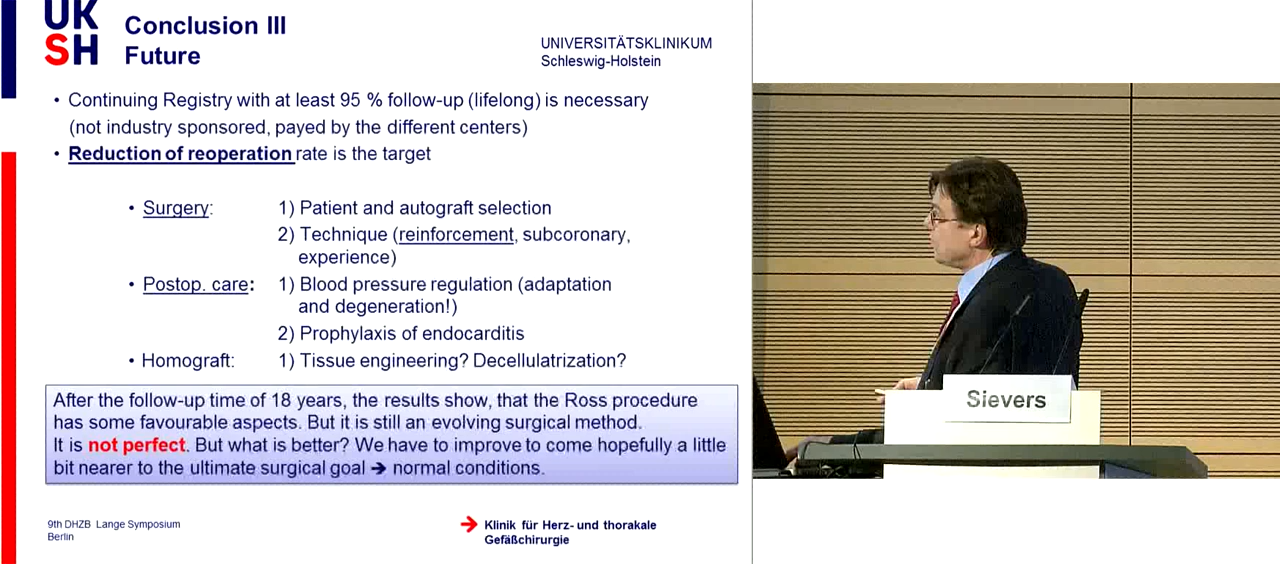 UK
SH
Conclusion III
Future
UNIVERSITÄTSKLINIKUM
Schleswig-Holstein
• Continuing Registry with at least 95 % follow-up (lifelong) is necessary
(not industry sponsored, payed by the different centers)
• Reduction of reoperation rate is the target
• Surgery: 1) Patient and autograft selection
2) Technique (reinforcement, subcoronary,
experience)
• Postop. care: 1) Blood pressure regulation (adaptation
and degeneration!)
2) Prophylaxis of endocarditis
• Homograft: 1) Tissue engineering? Decellulatrization?
After the follow-up time of 18 years, the results show, that the Ross procedure
has some favourable aspects. But it is still an evolving surgical method.
It is not perfect. But what is better? We have to improve to come hopefully a little
bit nearer to the ultimate surgical goal ➔ normal conditions.
9th DHZB Lange Symposium
Berlin
➔ Klinik für Herz- und thorakale
Gefäßchirurgie
Sievers